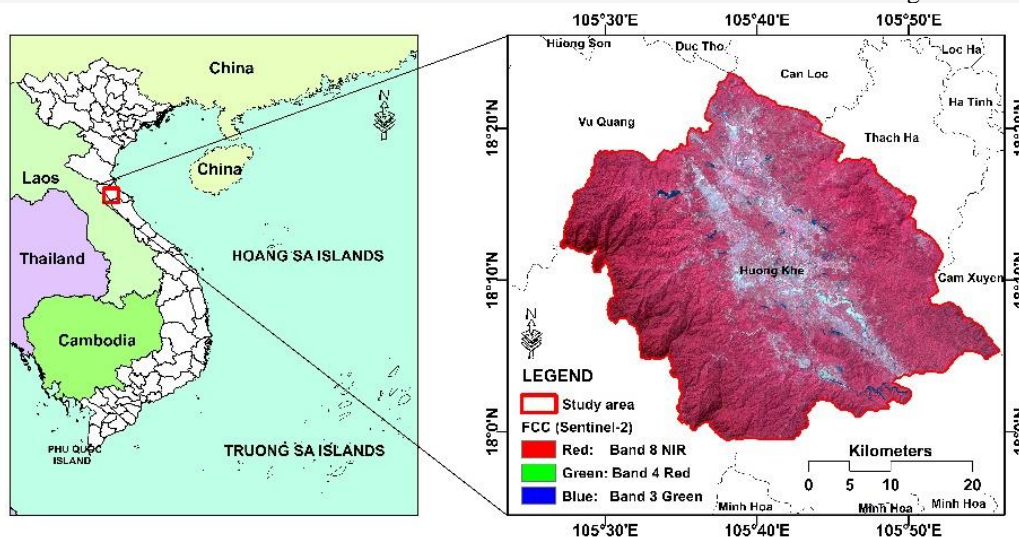 105°30'E 105°40'E 105°50'E
China
N
China
Laos
Thailand
HOANG SA ISLANDS
Cambodia
PHU QUOC
ISLAND
TRUONG SA ISLANDS
Huong Son
Duc Tho
Loc Ha
Can Loc
Ha Tinh
Vu Quang
Thach Ha
18°20'N
18°20'N
Huong Khe
Cam Xuyen
18°10'N
N
LEGEND
Study area
FCC (Sentinel-2)
Red: Band 8 NIR
Green: Band 4 Red
Blue: Band 3 Green
18°0'N
Kilometers
0 5 10 20
Minh Hoa
Minh Hoa
Minh Hoa
105°30'E 105°40'E 105°50'E